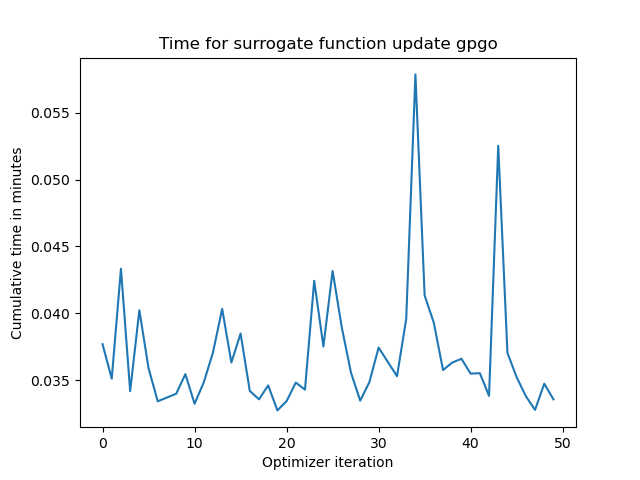 Time for surrogate function update gpgo
Cumulative time in minutes
0.055
0.050
0.045
0.040
0.035
0 10 20 30 40 50
Optimizer iteration